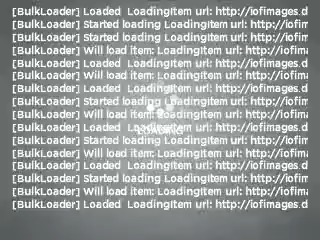 [BulkLoader] Loaded LoadingItem url: http://iofimages.d
[BulkLoader] Started loading LoadingItem url: http://iofim
[BulkLoader] Started loading LoadingItem url: http://iofim
[BulkLoader] Will load item: LoadingItem url: http://iofima
[BulkLoader] Loaded LoadingItem url: http://iofimages.d
[BulkLoader] Will load item: LoadingItem url: http://iofima
[BulkLoader] Loaded LoadingItem url: http://iofimages.d
[BulkLoader] Started loading LoadingItem url: http://iofim
[BulkLoader] Will load item: LoadingItem url: http://iofima
[BulkLoader] Loaded LoadingItem url: http://iofimages.d
LOADING
[BulkLoader] Started loading LoadingItem url: http://iofim
[BulkLoader] Will load item: LoadingItem url: http://iofima
[BulkLoader] Loaded LoadingItem url: http://iofimages.d
[BulkLoader] Started loading LoadingItem url: http://iofim
[BulkLoader] Will load item: LoadingItem url: http://iofima
[BulkLoader] Loaded LoadingItem url: http://iofimages.d